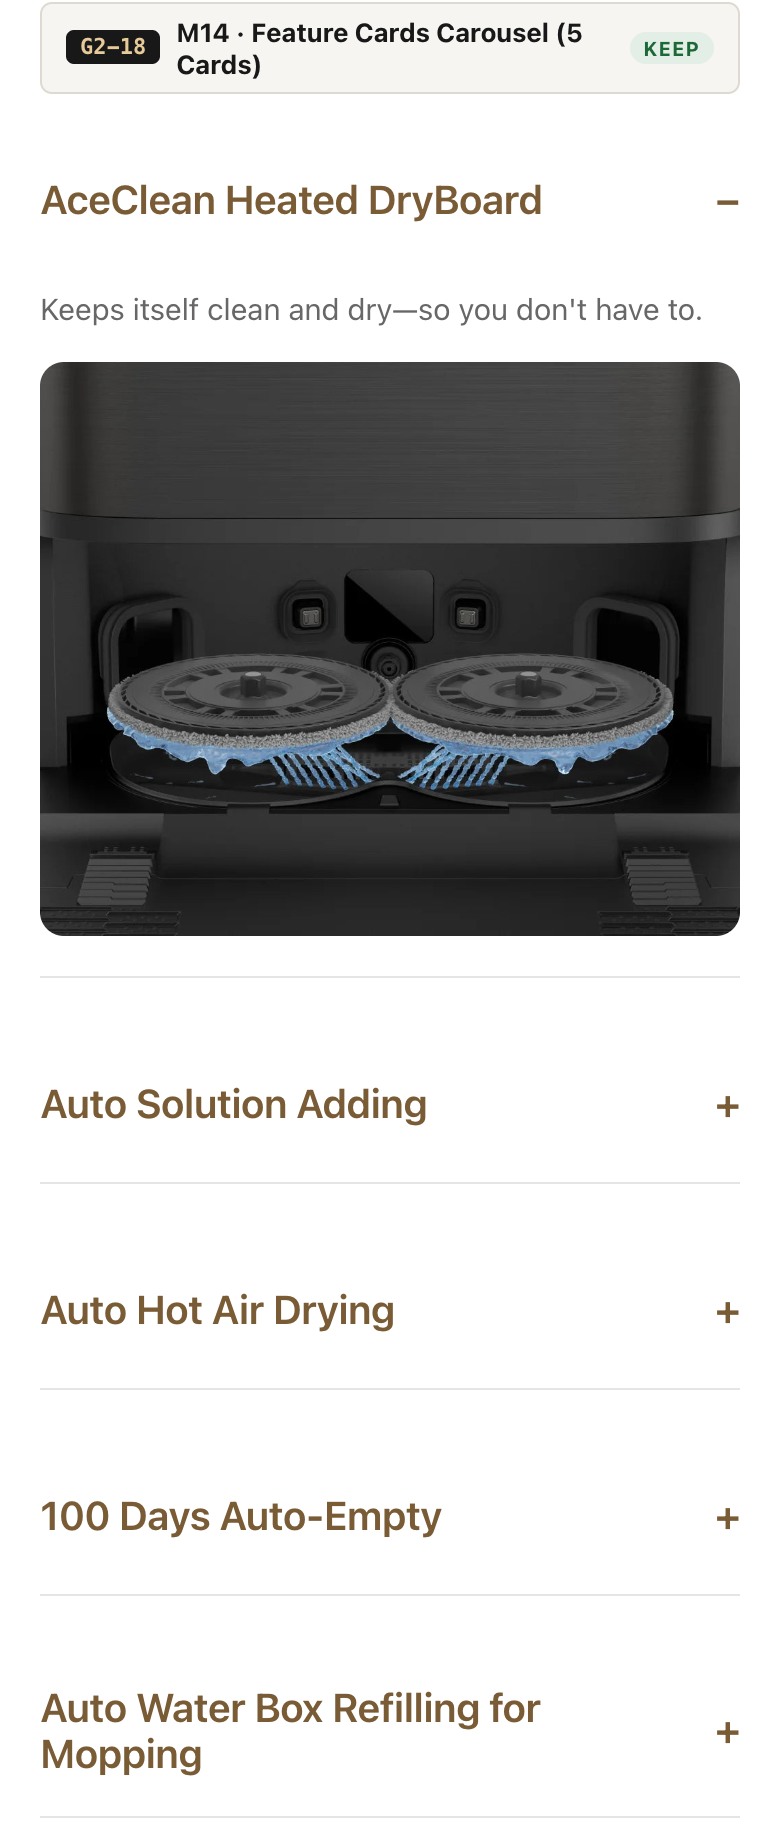 G2-18
M14 · Feature Cards Carousel (5
Cards)
KEEP
AceClean Heated DryBoard
−
Keeps itself clean and dry—so you don't have to.
Auto Solution Adding
+
Auto Hot Air Drying
+
100 Days Auto-Empty
+
Auto Water Box Refilling for
Mopping
+